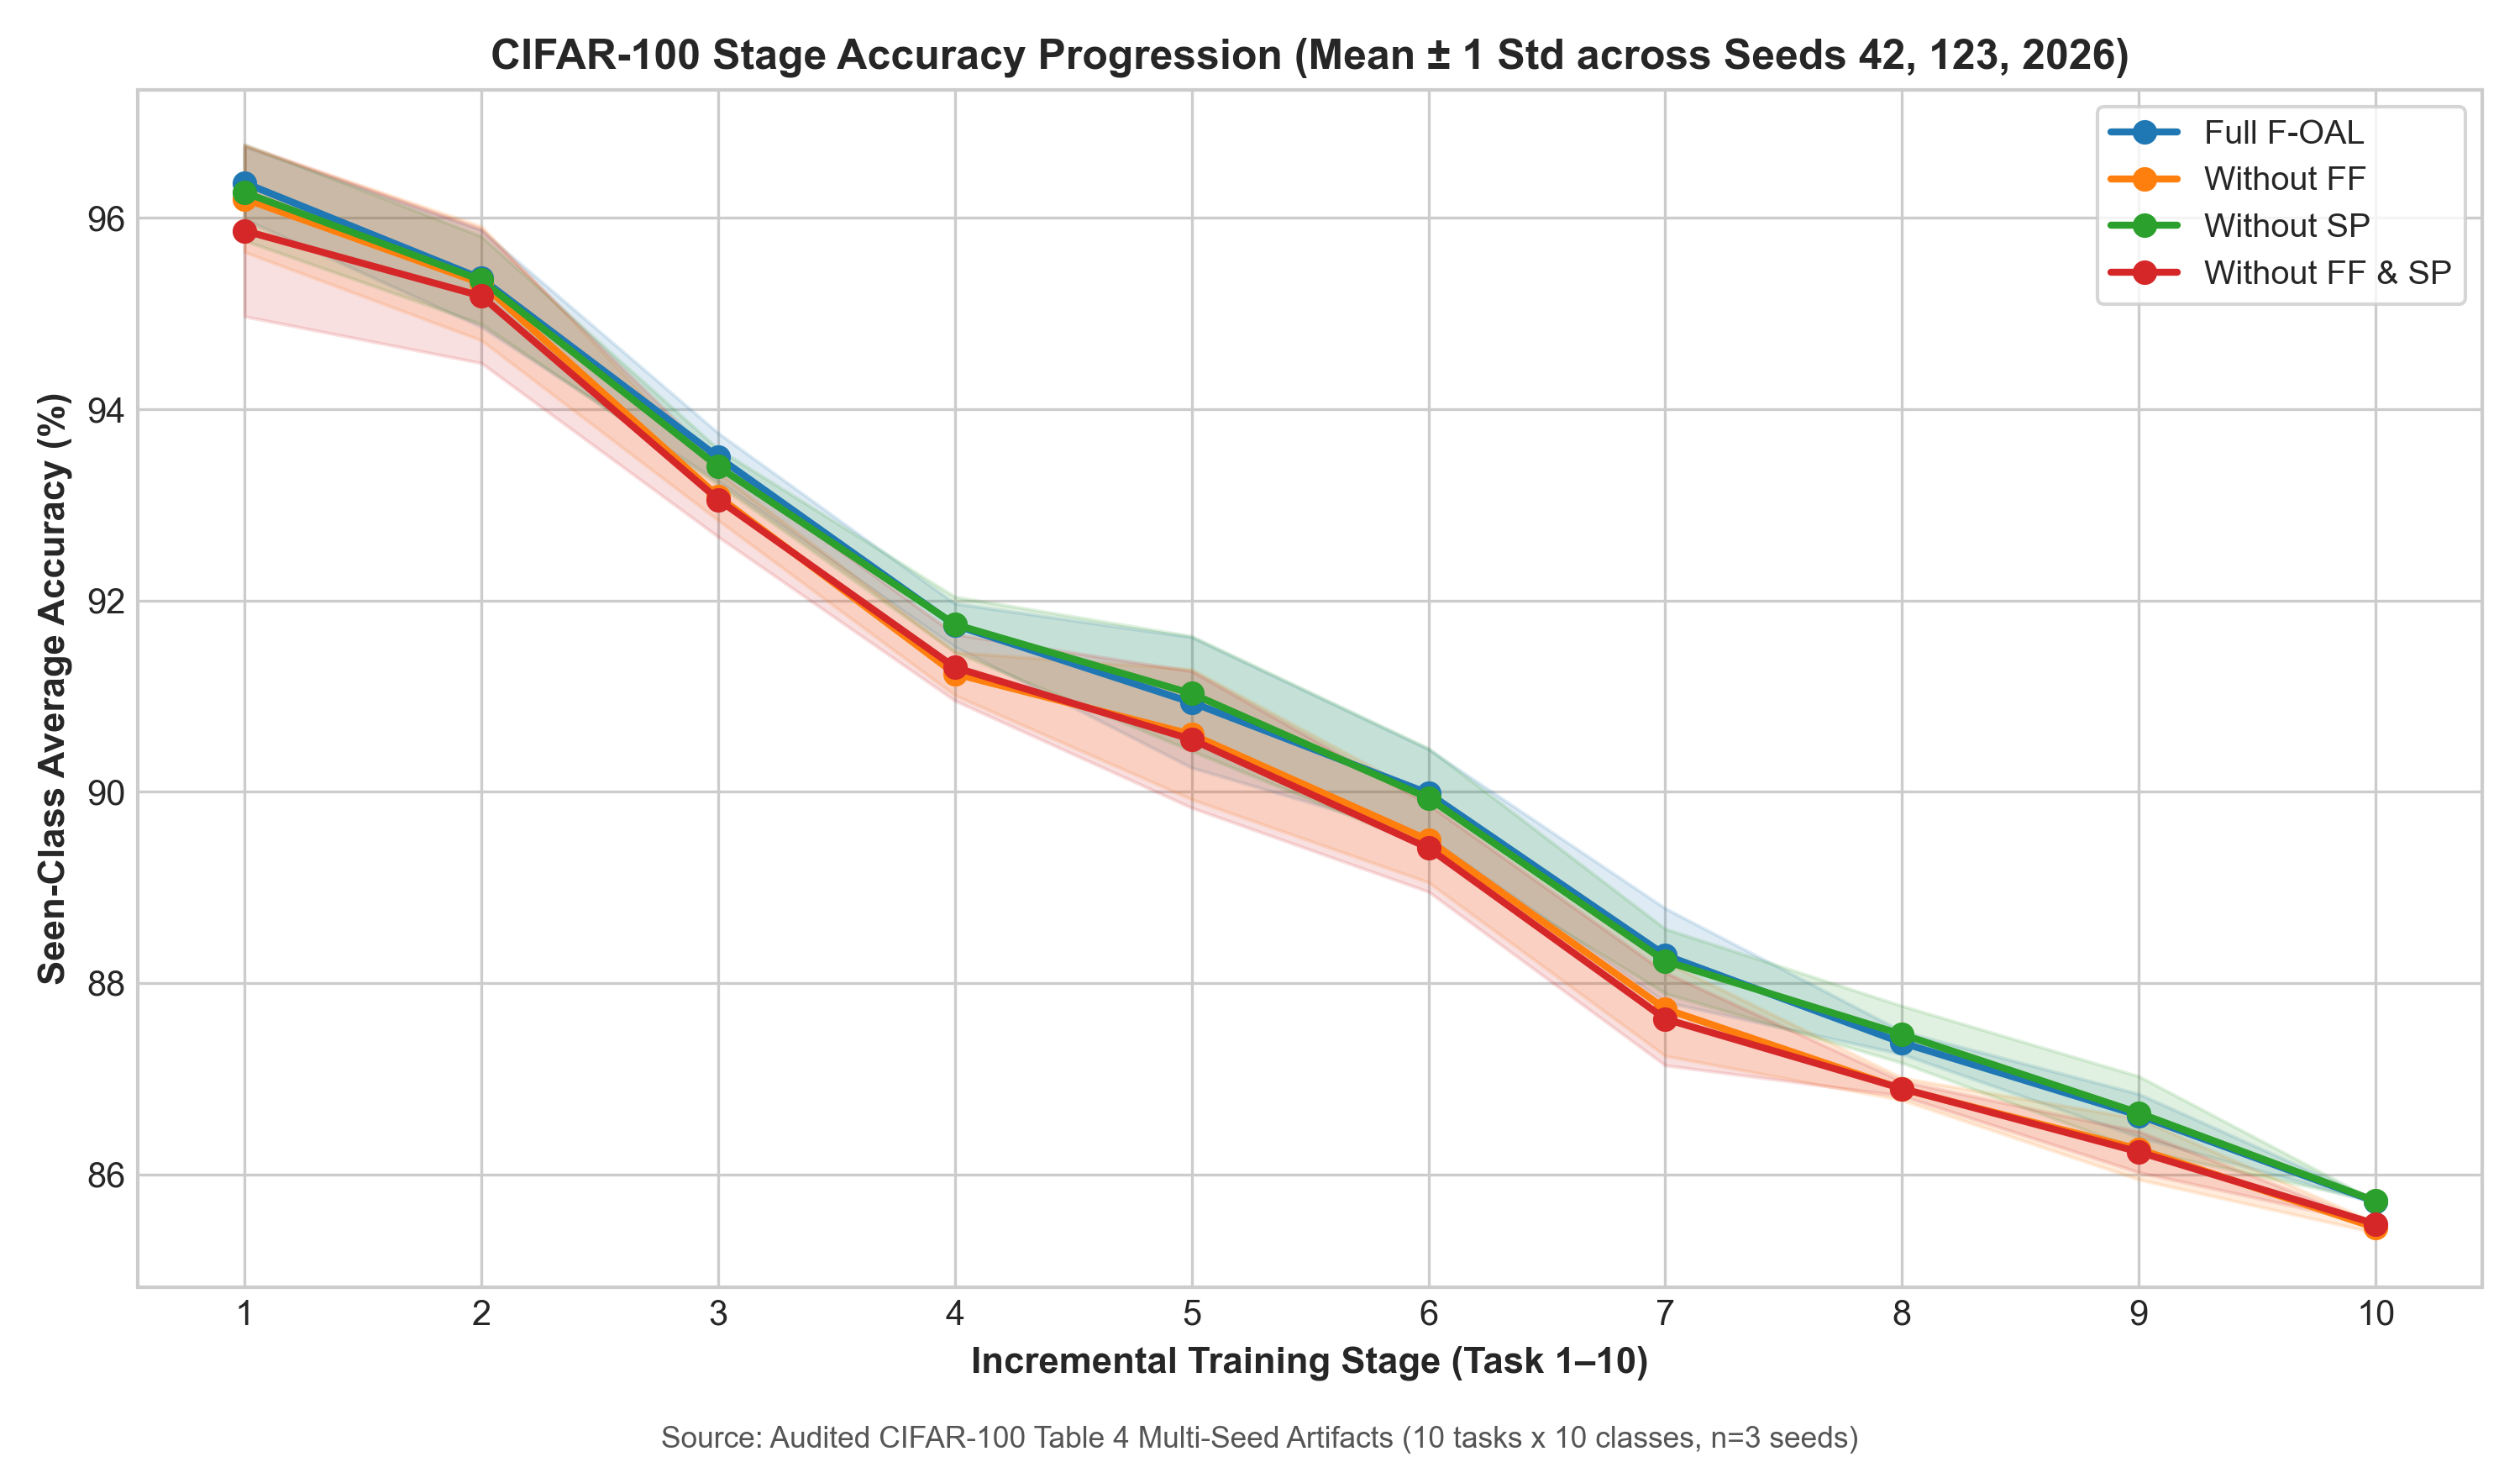 CIFAR-100 Stage Accuracy Progression (Mean ± 1 Std across Seeds 42, 123, 2026)
Full F-OAL
Without FF
Without SP
Without FF & SP
Seen-Class Average Accuracy (%)
96
94
92
90
88
86
1 2 3 4 5 6 7 8 9 10
Incremental Training Stage (Task 1–10)
Source: Audited CIFAR-100 Table 4 Multi-Seed Artifacts (10 tasks x 10 classes, n=3 seeds)